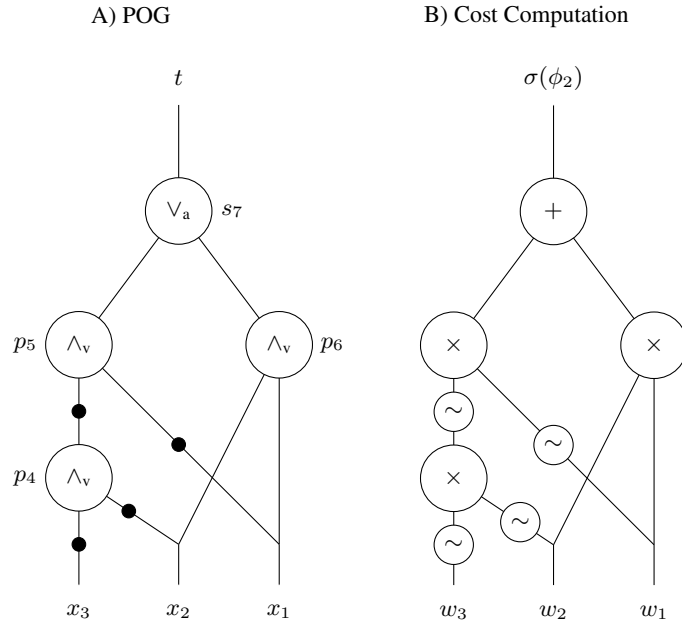 A) POG
B) Cost Computation
t
σ(ϕ₂)
∨ₐ s₇
+
p₅ ∧ᵥ
∧ᵥ p₆
×
×
∼
∼
p₄ ∧ᵥ
×
∼
∼
x₃ x₂ x₁
w₃ w₂ w₁